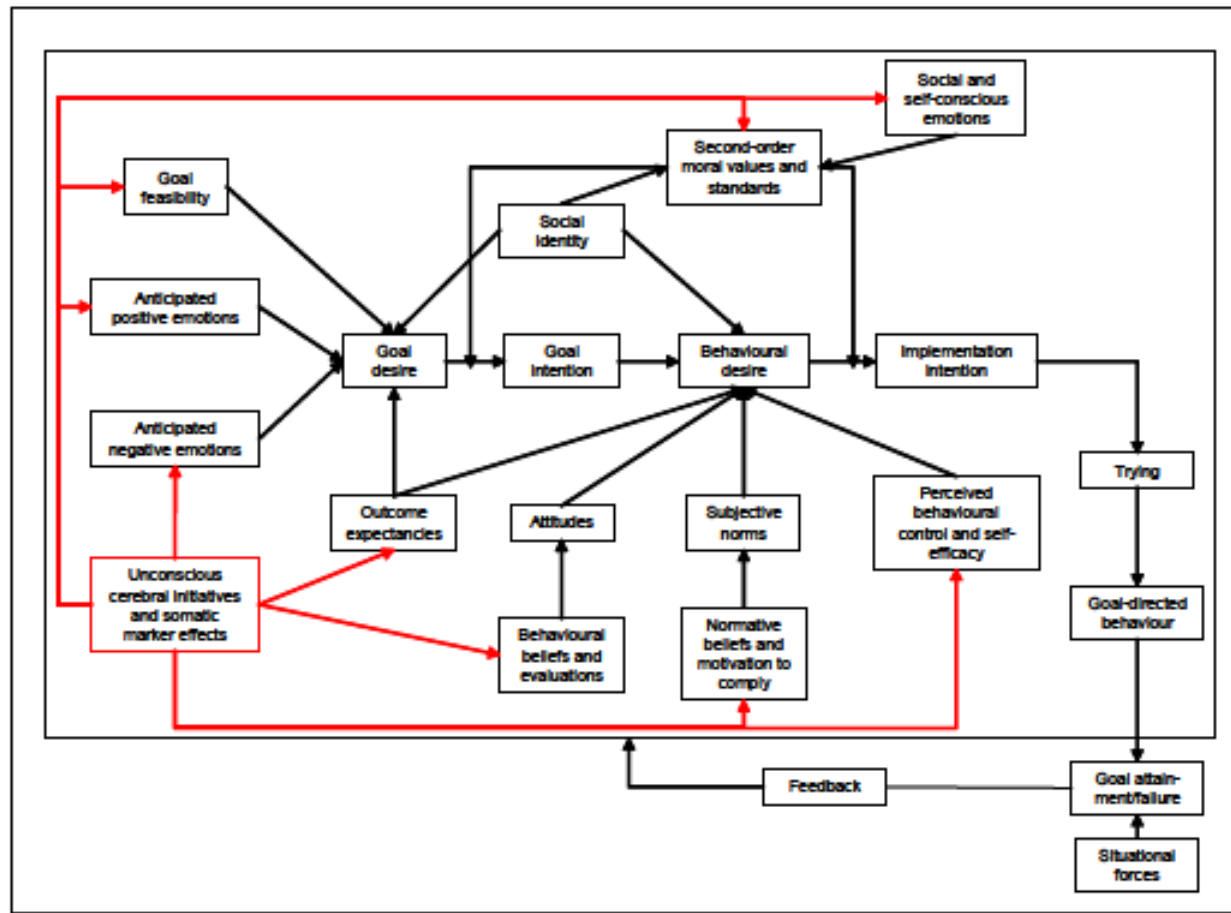 Social and
self-conscious
emotions
Second-order
moral values and
standards
Goal
feasibility
Social
identity
Anticipated
positive emotions
Goal
desire
Goal
intention
Behavioural
desire
Implementation
intention
Anticipated
negative emotions
Trying
Outcome
expectancies
Attitudes
Subjective
norms
Perceived
behavioural
control and self-
efficacy
Unconscious
cerebral initiatives
and somatic
marker effects
Behavioural
beliefs and
evaluations
Normative
beliefs and
motivation to
comply
Goal-directed
behaviour
Feedback
Goal attain-
ment/failure
Situational
forces